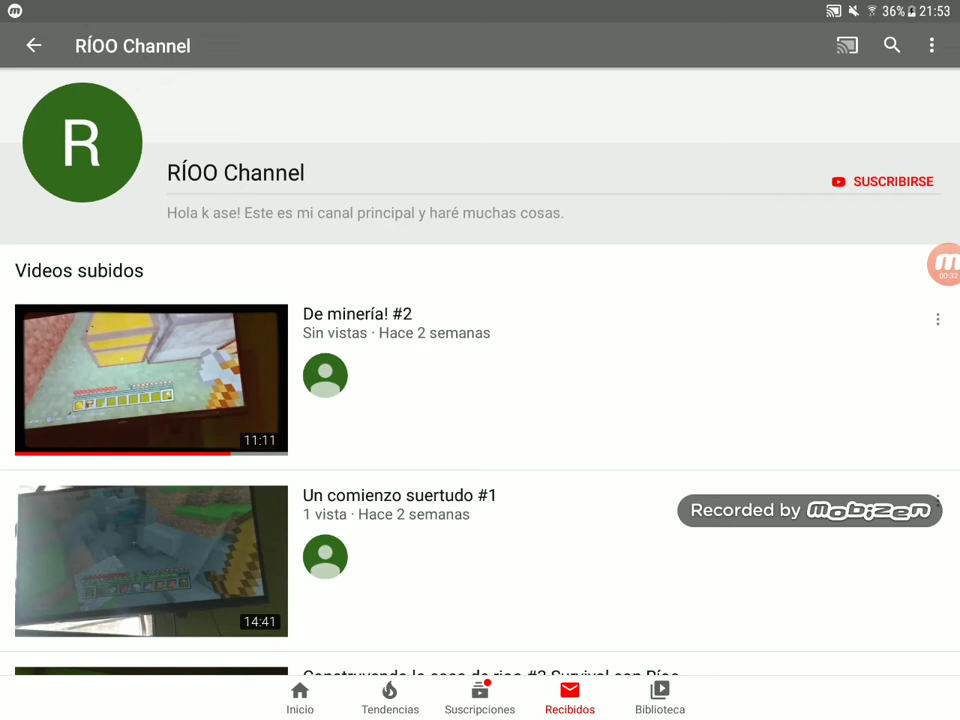 36% 21:53
RÍOO Channel
R
RÍOO Channel
SUSCRIBIRSE
Hola k ase! Este es mi canal principal y haré muchas cosas.
Videos subidos
m
00:32
De minería! #2
Sin vistas · Hace 2 semanas
11:11
Un comienzo suertudo #1
1 vista · Hace 2 semanas
Recorded by mobizen
14:41
Inicio
Tendencias
Suscripciones
Recibidos
Biblioteca